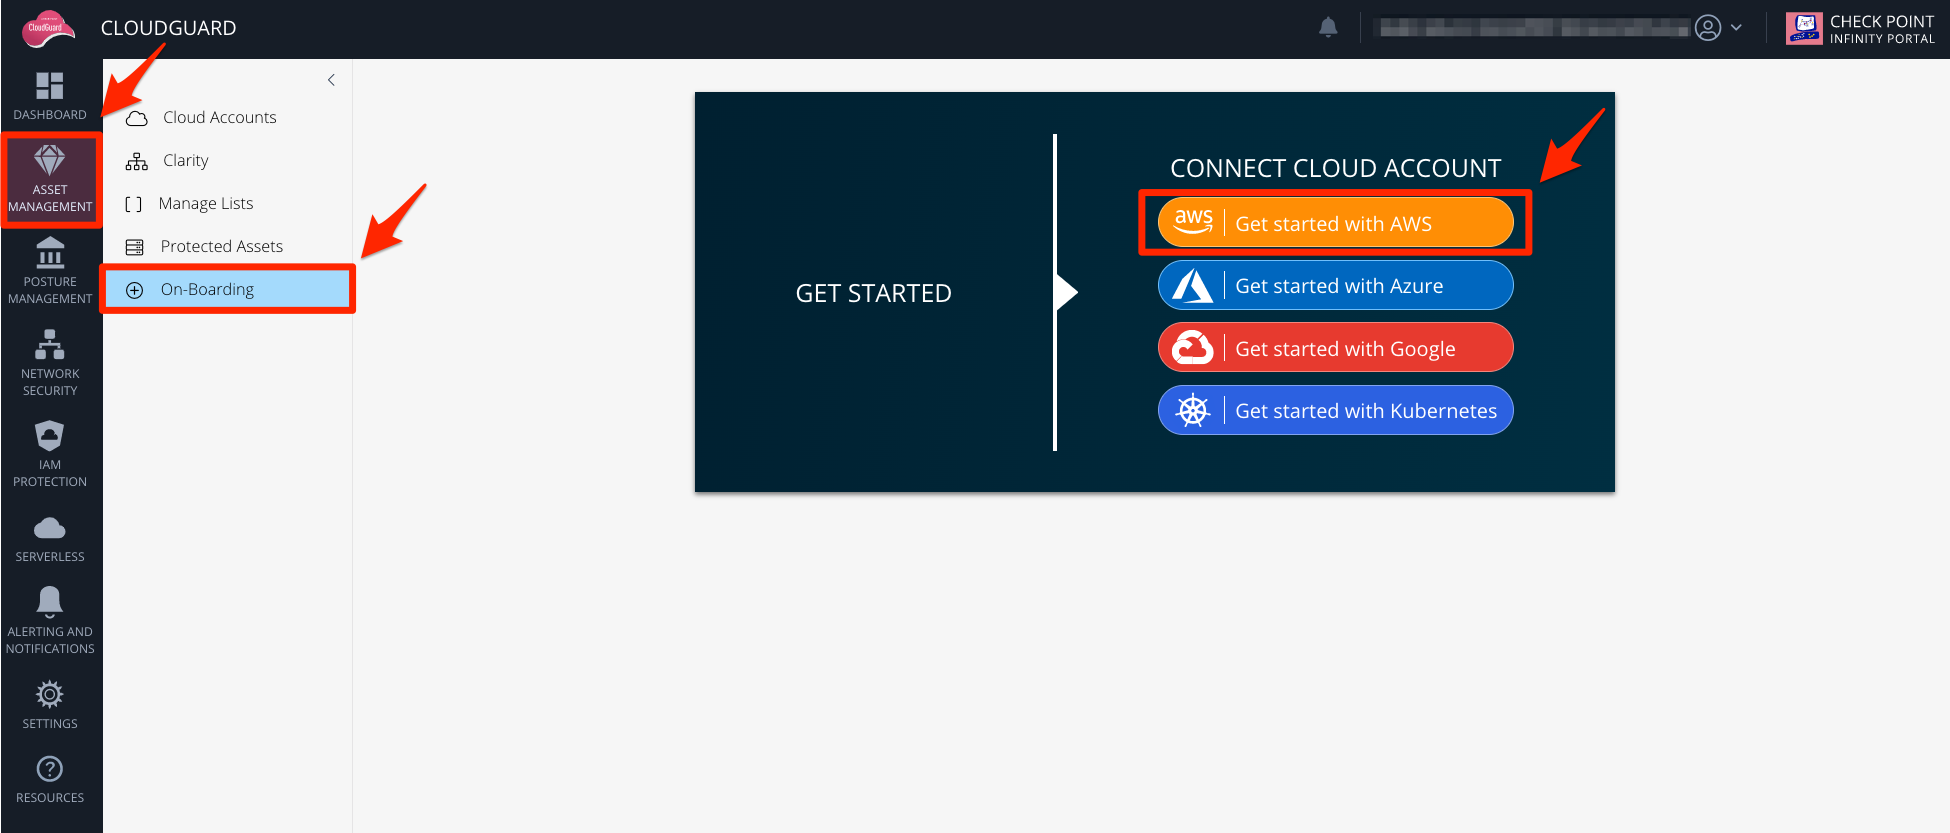 CloudGuard
CLOUDGUARD
CHECK POINT
INFINITY PORTAL
DASHBOARD
ASSET
MANAGEMENT
POSTURE
MANAGEMENT
NETWORK
SECURITY
IAM
PROTECTION
SERVERLESS
ALERTING AND
NOTIFICATIONS
SETTINGS
RESOURCES
Cloud Accounts
Clarity
Manage Lists
Protected Assets
On-Boarding
GET STARTED
CONNECT CLOUD ACCOUNT
aws Get started with AWS
Get started with Azure
Get started with Google
Get started with Kubernetes